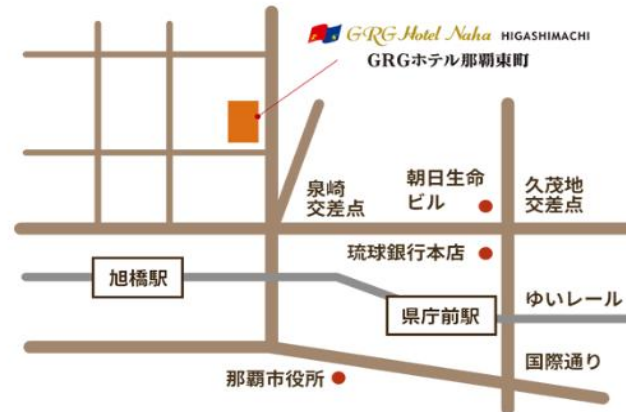 GRG Hotel Naha HIGASHIMACHI
GRGホテル那覇東町
泉崎
交差点
朝日生命
ビル
久茂地
交差点
琉球銀行本店
旭橋駅
県庁前駅
ゆいレール
国際通り
那覇市役所